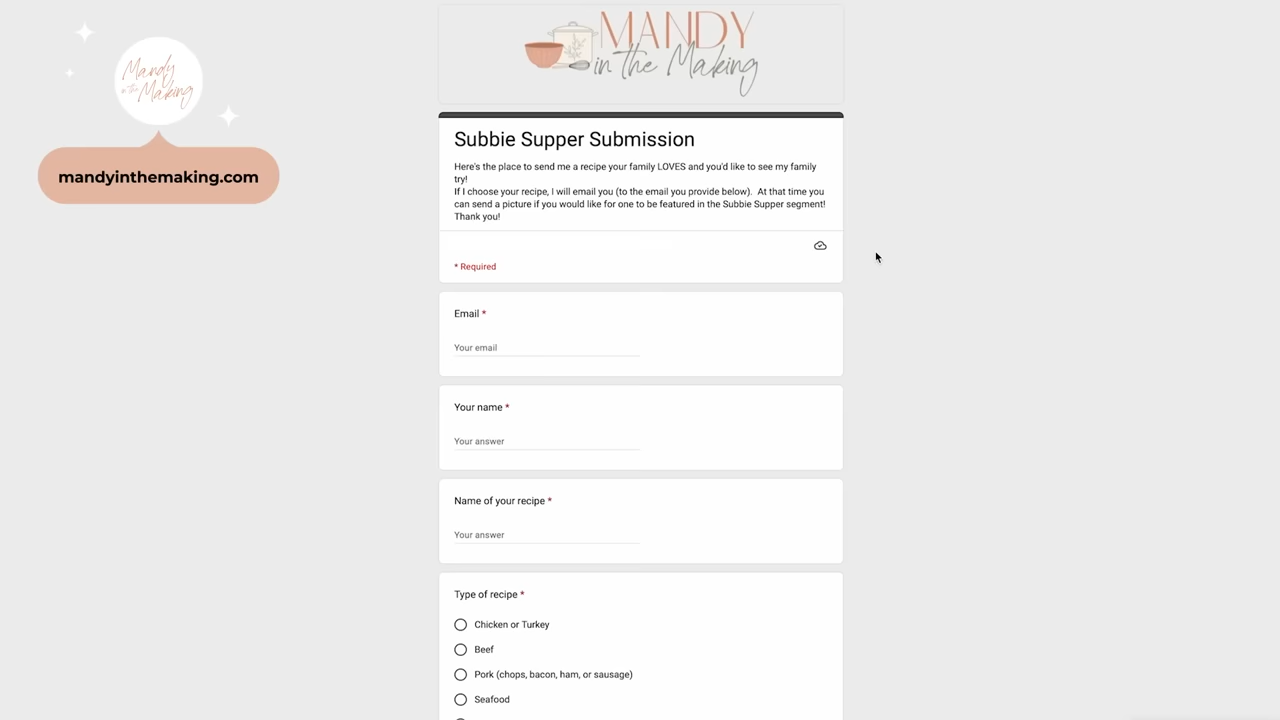 Mandy
in the
Making
mandyinthemaking.com
MANDY
in the Making
Subbie Supper Submission
Here's the place to send me a recipe your family LOVES and you'd like to see my family
try!
If I choose your recipe, I will email you (to the email you provide below).  At that time you
can send a picture if you would like for one to be featured in the Subbie Supper segment!
Thank you!
* Required
Email *
Your email
Your name *
Your answer
Name of your recipe *
Your answer
Type of recipe *
Chicken or Turkey
Beef
Pork (chops, bacon, ham, or sausage)
Seafood